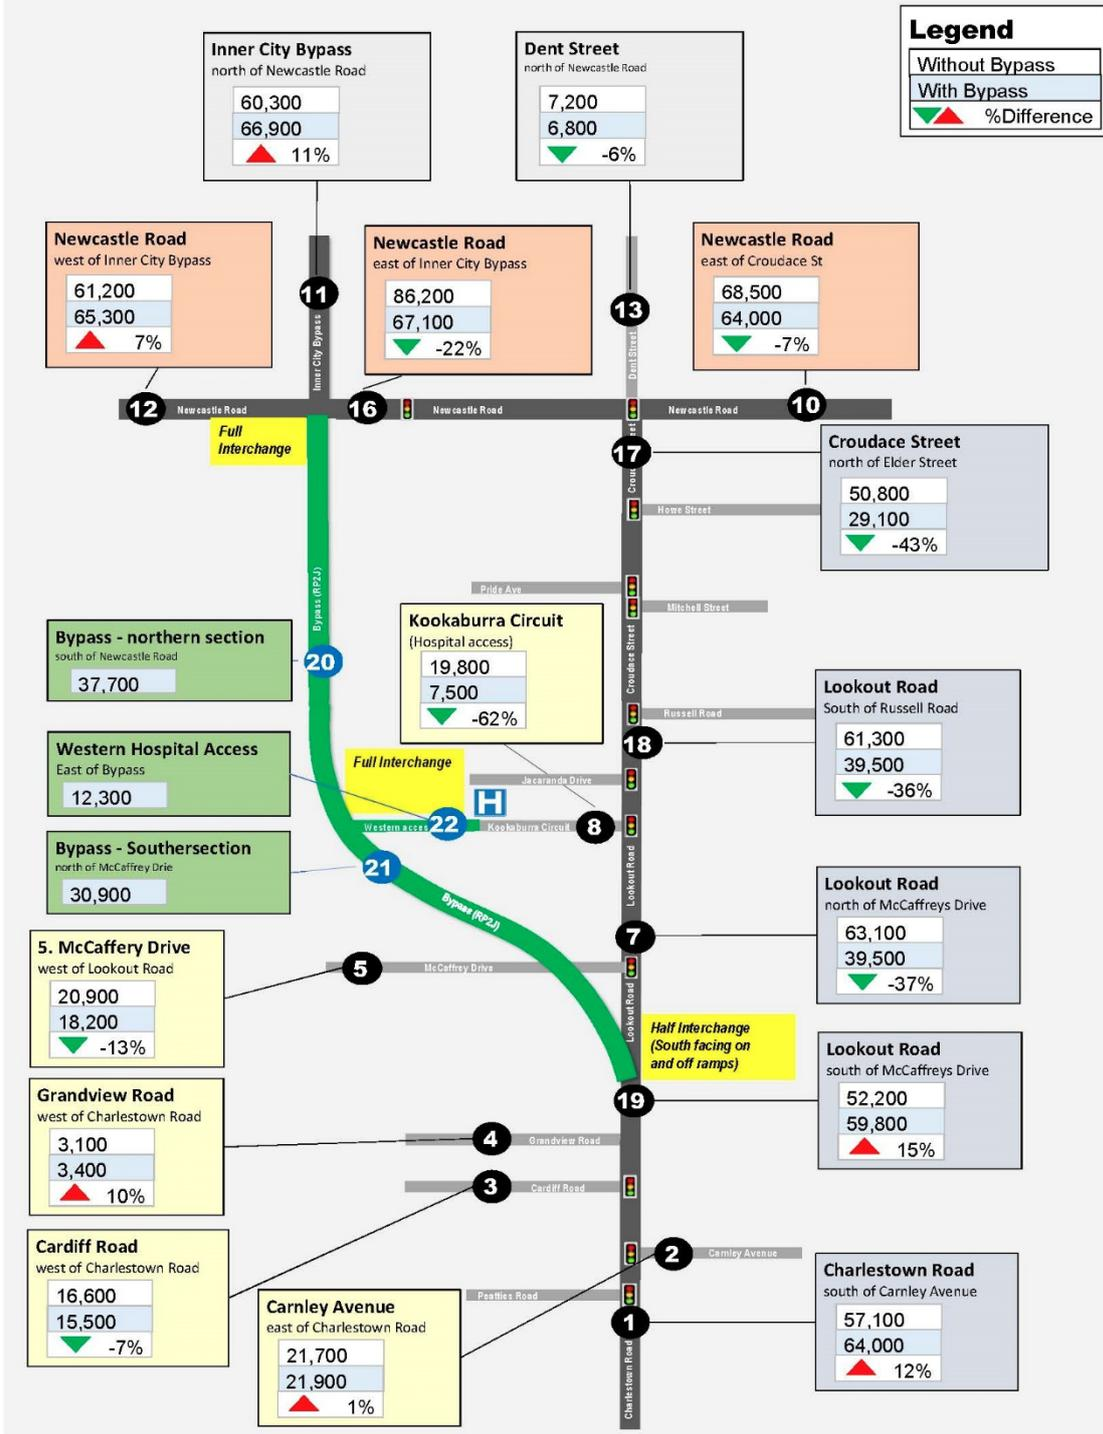 Legend
Without Bypass
With Bypass
%Difference
Inner City Bypass
north of Newcastle Road
60,300
66,900
11%
Dent Street
north of Newcastle Road
7,200
6,800
-6%
Newcastle Road
west of Inner City Bypass
61,200
65,300
7%
Newcastle Road
east of Inner City Bypass
86,200
67,100
-22%
Newcastle Road
east of Croudace St
68,500
64,000
-7%
11
Inner City Bypass
13
Dent Street
12
Newcastle Road
16
Newcastle Road
Newcastle Road
10
Full
Interchange
17
Croudace Street
north of Elder Street
50,800
29,100
-43%
Howe Street
Pride Ave
Mitchell Street
Bypass (RP2J)
Croudace Street
Kookaburra Circuit
(Hospital access)
19,800
7,500
-62%
Bypass - northern section
south of Newcastle Road
37,700
20
Russell Road
18
Lookout Road
South of Russell Road
61,300
39,500
-36%
Western Hospital Access
East of Bypass
12,300
Full Interchange
Jacaranda Drive
H
Western acces
22
Kookaburra Circuit
8
Bypass - Southersection
north of McCaffrey Drie
30,900
21
Bypass (RP2J)
Lookout Road
7
Lookout Road
north of McCaffreys Drive
63,100
39,500
-37%
5. McCaffery Drive
west of Lookout Road
20,900
18,200
-13%
5
McCaffrey Drive
Lookout Road
Half Interchange
(South facing on
and off ramps)
19
Lookout Road
south of McCaffreys Drive
52,200
59,800
15%
Grandview Road
west of Charlestown Road
3,100
3,400
10%
4
Grandview Road
3
Cardiff Road
Cardiff Road
west of Charlestown Road
16,600
15,500
-7%
2
Carnley Avenue
Peatties Road
1
Charlestown Road
Carnley Avenue
east of Charlestown Road
21,700
21,900
1%
Charlestown Road
south of Carnley Avenue
57,100
64,000
12%